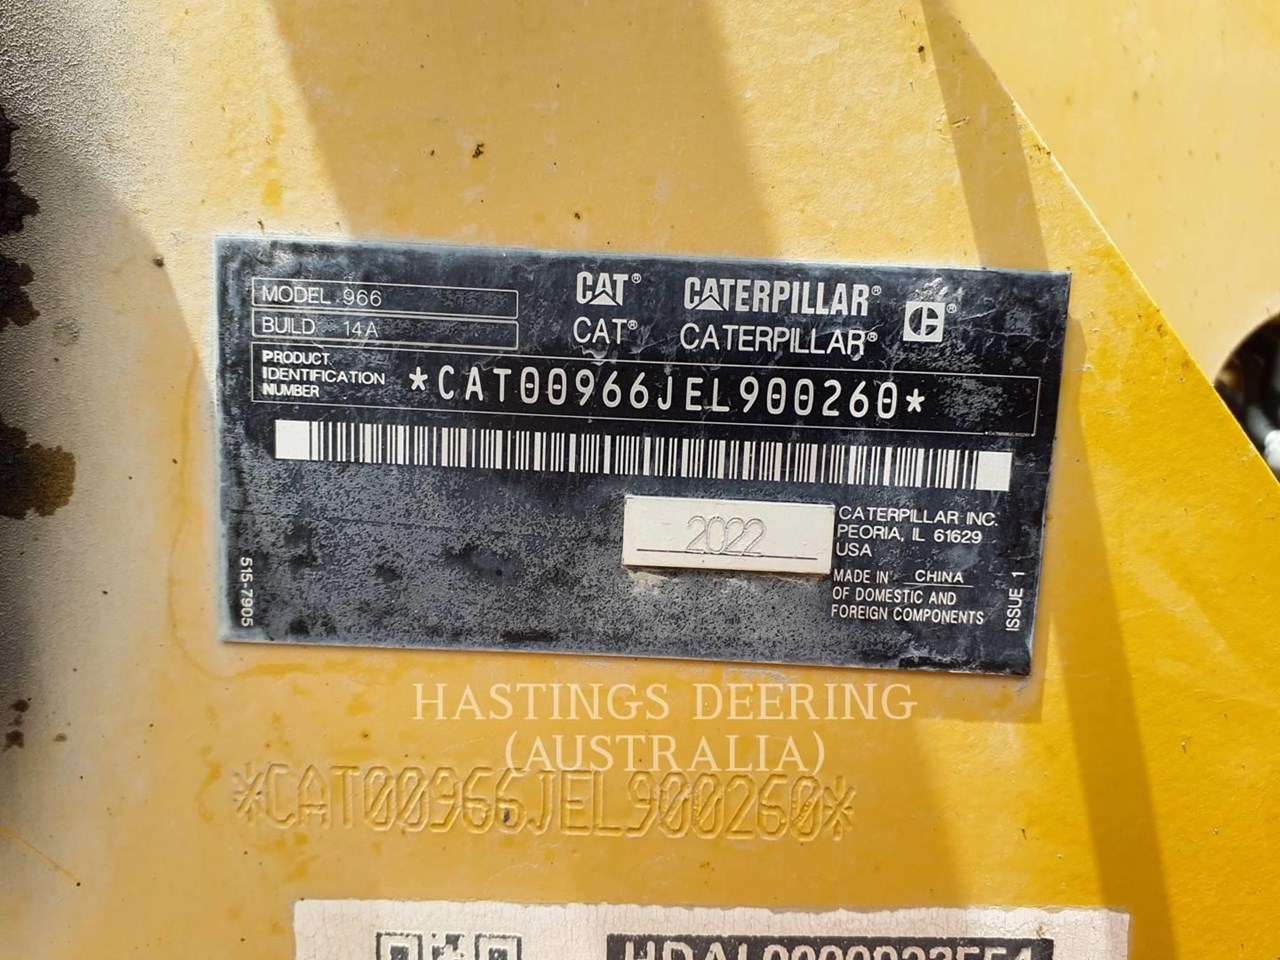 MODEL 966
BUILD 14A
CAT® CATERPILLAR®
CAT® CATERPILLAR®
PRODUCT
IDENTIFICATION
NUMBER
*CAT00966JEL900260*
2022
CATERPILLAR INC.
PEORIA, IL 61629
USA
MADE IN CHINA
OF DOMESTIC AND
FOREIGN COMPONENTS
515-7905
ISSUE 1
HASTINGS DEERING
(AUSTRALIA)
*CAT00966JEL900260*